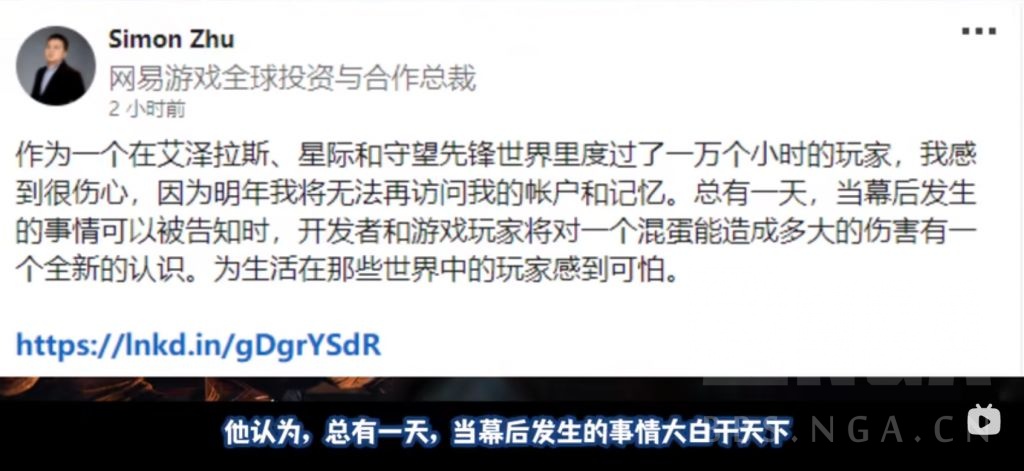 Simon Zhu
网易游戏全球投资与合作总裁
2 小时前
作为一个在艾泽拉斯、星际和守望先锋世界里度过了一万个小时的玩家，我感
到很伤心，因为明年我将无法再访问我的帐户和记忆。总有一天，当幕后发生
的事情可以被告知时，开发者和游戏玩家将对一个混蛋能造成多大的伤害有一
个全新的认识。为生活在那些世界中的玩家感到可怕。
https://lnkd.in/gDgrYSdR
NGA
BBS.NGA.CN
他认为，总有一天，当幕后发生的事情大白于天下